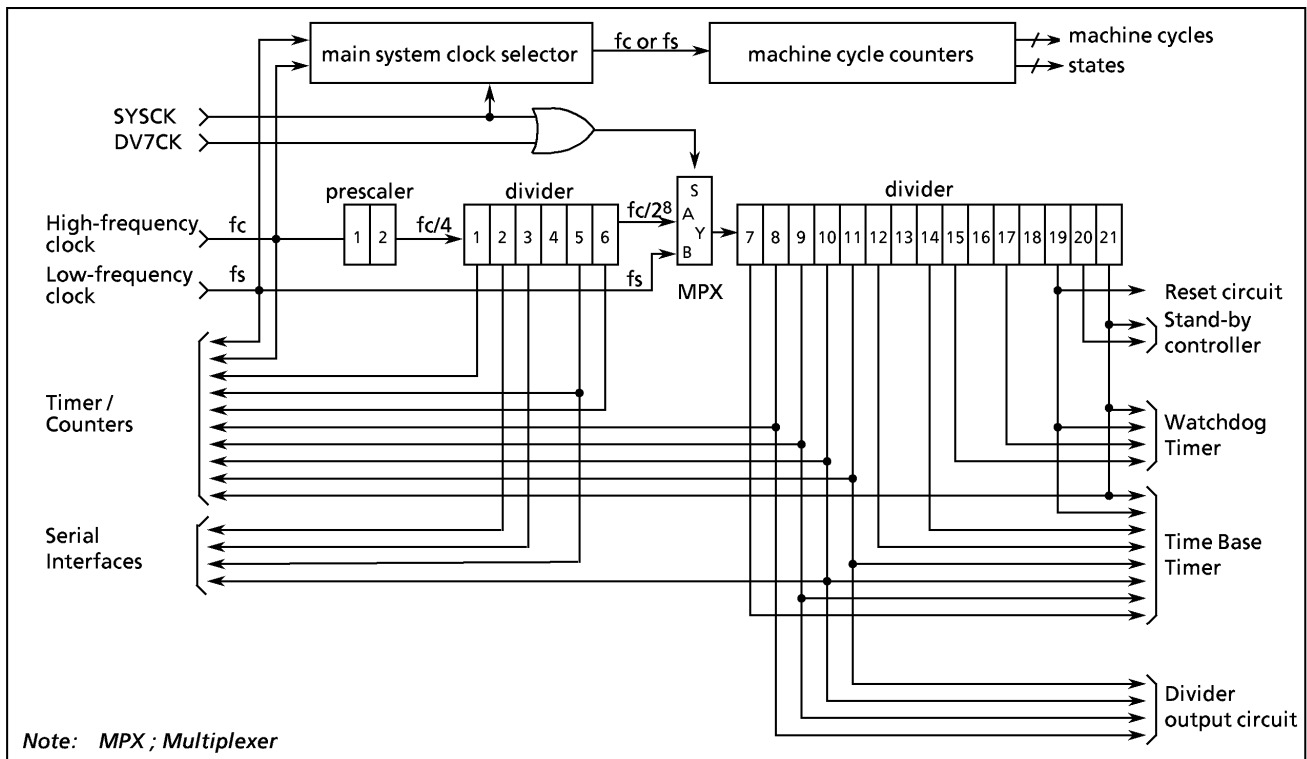 main system clock selector
fc or fs
machine cycle counters
machine cycles
states
SYSCK
DV7CK
prescaler
divider
divider
High-frequency
clock
fc
1 2
fc/4
1 2 3 4 5 6
fc/2⁸
S
A
Y
B
MPX
7 8 9 10 11 12 13 14 15 16 17 18 19 20 21
Low-frequency
clock
fs
fs
Reset circuit
Stand-by
controller
Timer /
Counters
Watchdog
Timer
Serial
Interfaces
Time Base
Timer
Divider
output circuit
Note: MPX ; Multiplexer